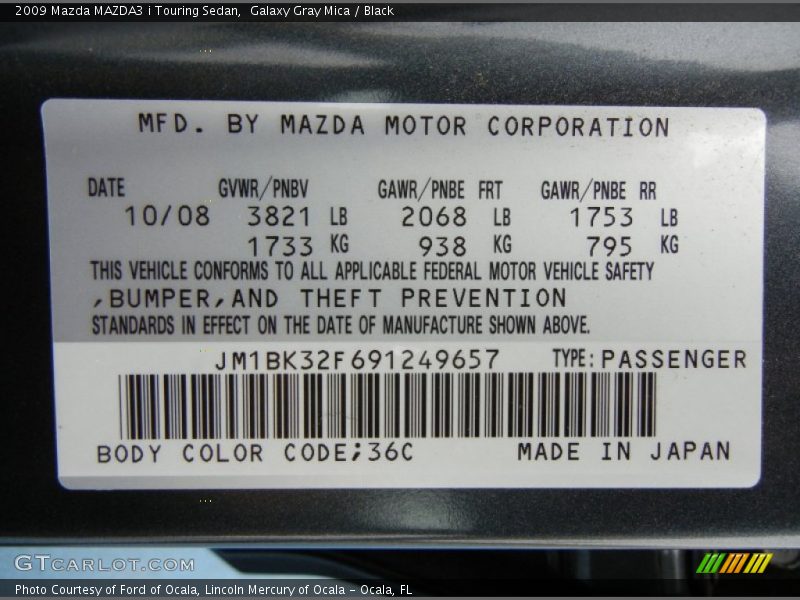 2009 Mazda MAZDA3 i Touring Sedan,  Galaxy Gray Mica / Black
MFD. BY MAZDA MOTOR CORPORATION
DATE GVWR/PNBV GAWR/PNBE FRT GAWR/PNBE RR
10/08 3821 LB 2068 LB 1753 LB
1733 KG 938 KG 795 KG
THIS VEHICLE CONFORMS TO ALL APPLICABLE FEDERAL MOTOR VEHICLE SAFETY
,BUMPER,AND THEFT PREVENTION
STANDARDS IN EFFECT ON THE DATE OF MANUFACTURE SHOWN ABOVE.
JM1BK32F691249657 TYPE: PASSENGER
BODY COLOR CODE;36C MADE IN JAPAN
GTCARLOT.COM
Photo Courtesy of Ford of Ocala, Lincoln Mercury of Ocala - Ocala, FL